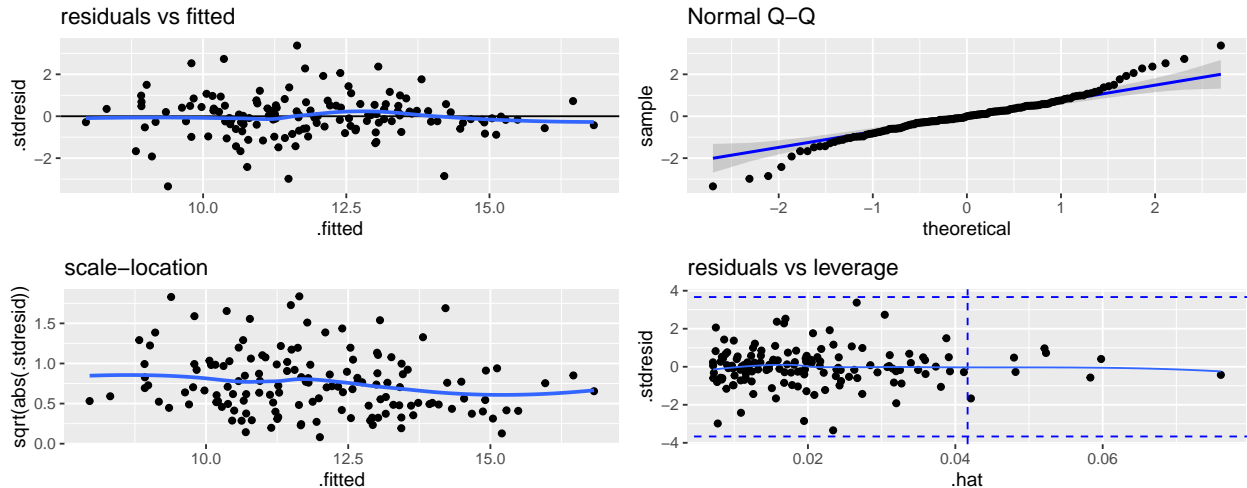 residuals vs fitted
.stdresid
2
0
−2
10.0 12.5 15.0
.fitted
Normal Q−Q
sample
2
0
−2
−2 −1 0 1 2
theoretical
scale−location
sqrt(abs(.stdresid))
1.5
1.0
0.5
0.0
10.0 12.5 15.0
.fitted
residuals vs leverage
.stdresid
4
2
0
−2
−4
0.02 0.04 0.06
.hat